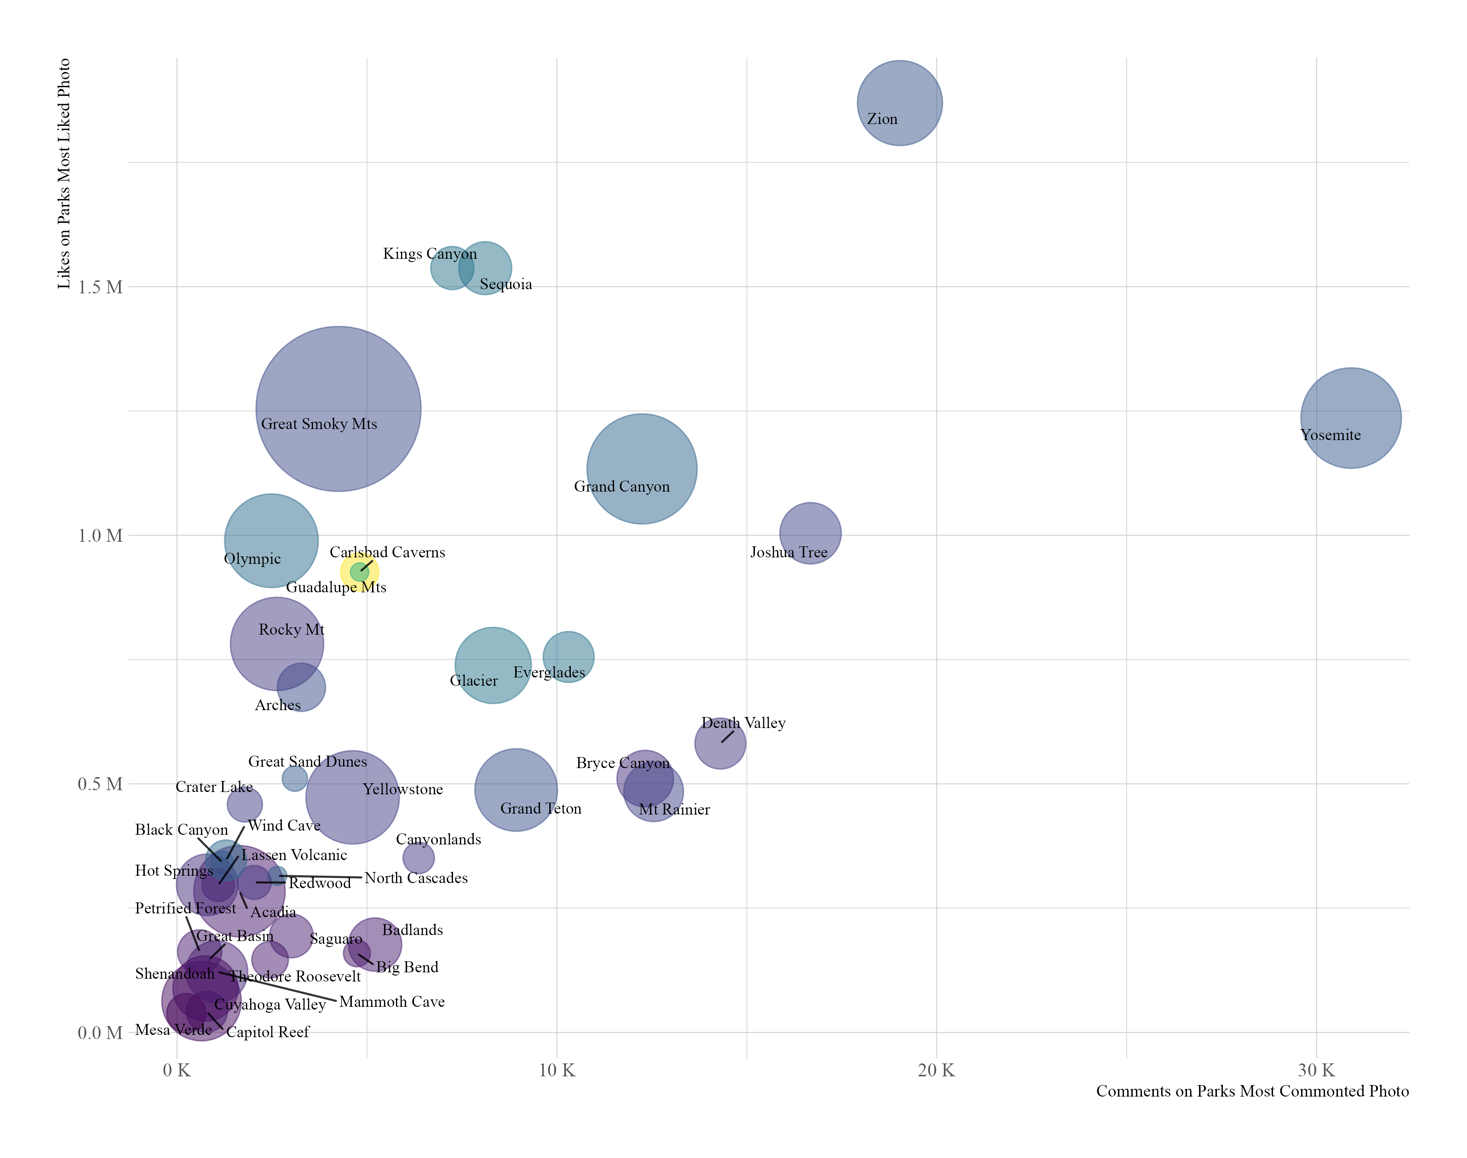 Likes on Parks Most Liked Photo
Zion
Kings Canyon
Sequoia
1.5 M
Great Smoky Mts
Yosemite
Grand Canyon
1.0 M
Carlsbad Caverns
Joshua Tree
Olympic
Guadalupe Mts
Rocky Mt
Everglades
Glacier
Arches
Death Valley
Great Sand Dunes
Bryce Canyon
0.5 M
Crater Lake
Yellowstone
Grand Teton
Mt Rainier
Black Canyon
Wind Cave
Canyonlands
Lassen Volcanic
Hot Springs
North Cascades
Redwood
Petrified Forest
Acadia
Badlands
Great Basin
Saguaro
Big Bend
Shenandoah
Theodore Roosevelt
Mammoth Cave
Cuyahoga Valley
Mesa Verde
Capitol Reef
0.0 M
0 K 10 K 20 K 30 K
Comments on Parks Most Commonted Photo